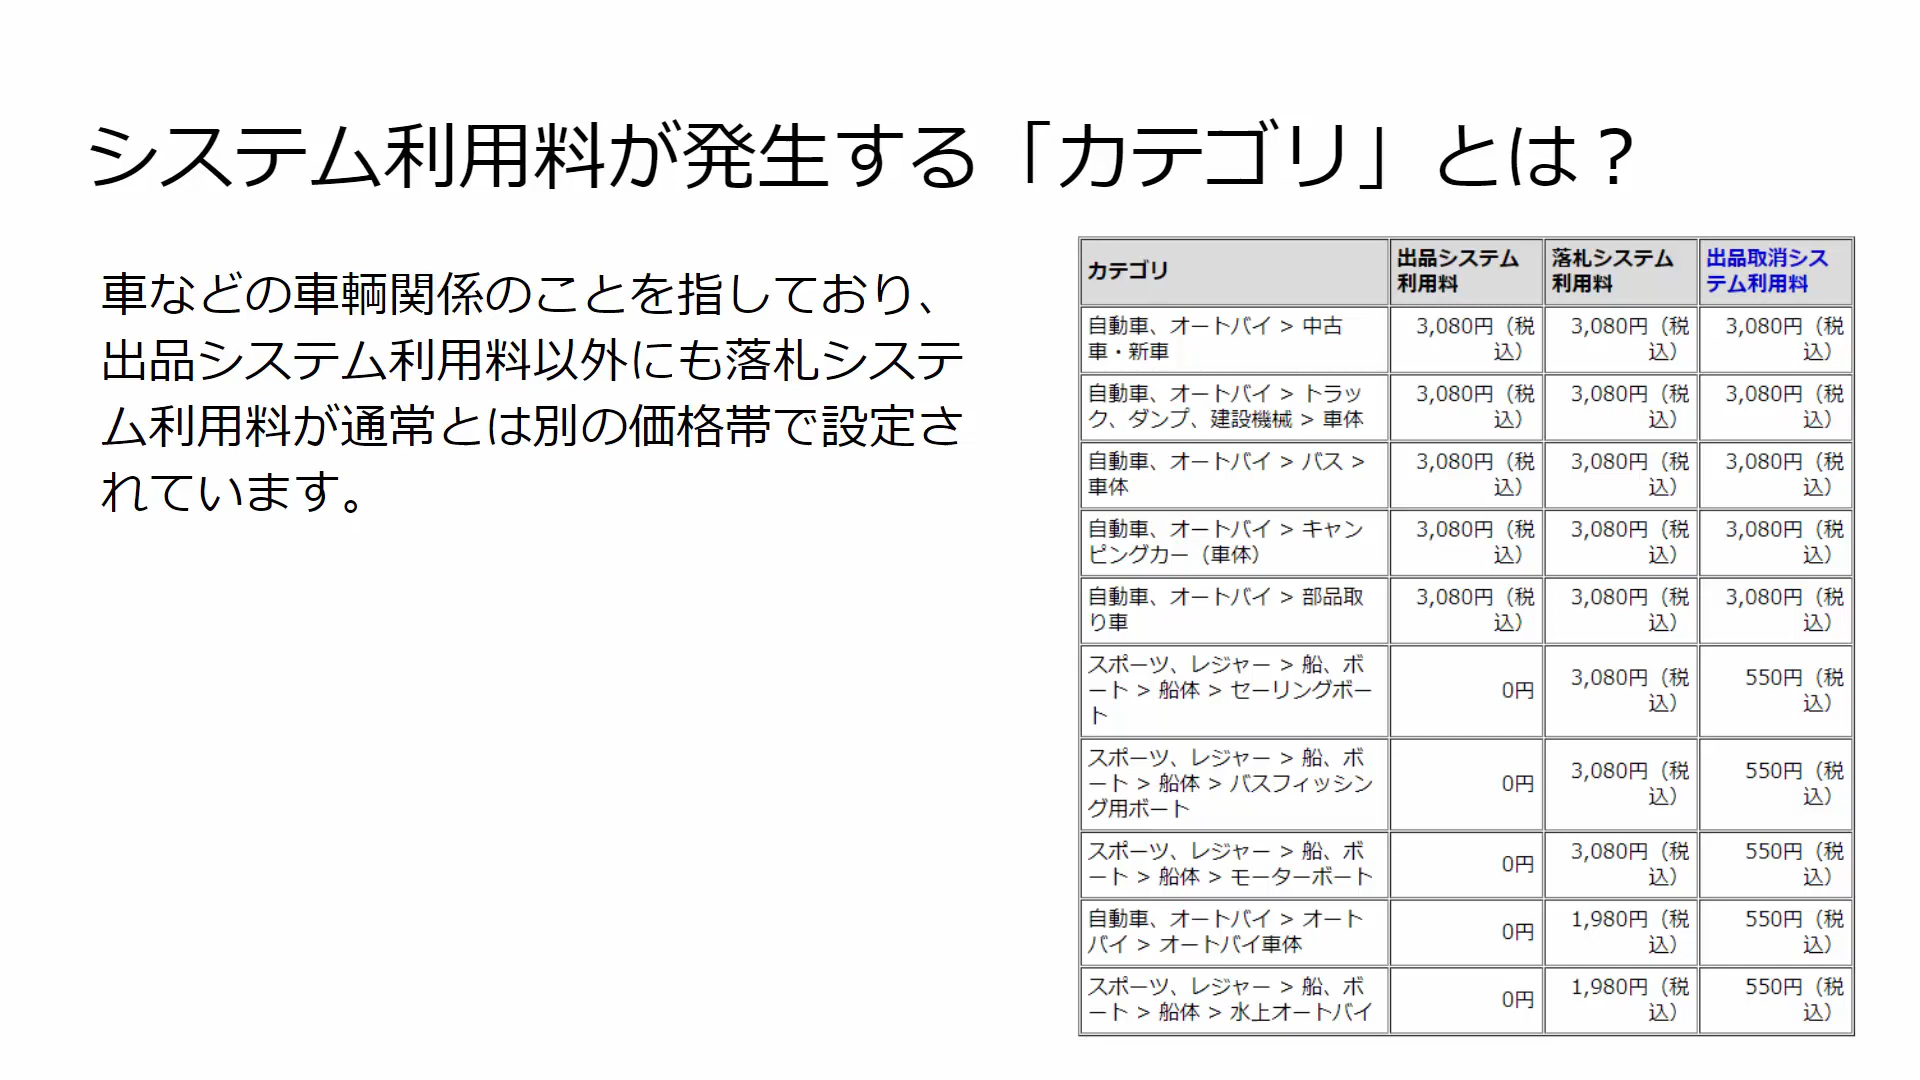 システム利用料が発生する「カテゴリ」とは？
車などの車輌関係のことを指しており、
出品システム利用料以外にも落札システ
ム利用料が通常とは別の価格帯で設定さ
れています。
カテゴリ
出品システム
利用料
落札システム
利用料
出品取消シス
テム利用料
自動車、オートバイ > 中古
車・新車
3,080円（税
込）
3,080円（税
込）
3,080円（税
込）
自動車、オートバイ > トラッ
ク、ダンプ、建設機械 > 車体
3,080円（税
込）
3,080円（税
込）
3,080円（税
込）
自動車、オートバイ > バス >
車体
3,080円（税
込）
3,080円（税
込）
3,080円（税
込）
自動車、オートバイ > キャン
ピングカー（車体）
3,080円（税
込）
3,080円（税
込）
3,080円（税
込）
自動車、オートバイ > 部品取
り車
3,080円（税
込）
3,080円（税
込）
3,080円（税
込）
スポーツ、レジャー > 船、ボ
ート > 船体 > セーリングボー
ト
0円
3,080円（税
込）
550円（税
込）
スポーツ、レジャー > 船、ボ
ート > 船体 > バスフィッシン
グ用ボート
0円
3,080円（税
込）
550円（税
込）
スポーツ、レジャー > 船、ボ
ート > 船体 > モーターボート
0円
3,080円（税
込）
550円（税
込）
自動車、オートバイ > オート
バイ > オートバイ車体
0円
1,980円（税
込）
550円（税
込）
スポーツ、レジャー > 船、ボ
ート > 船体 > 水上オートバイ
0円
1,980円（税
込）
550円（税
込）